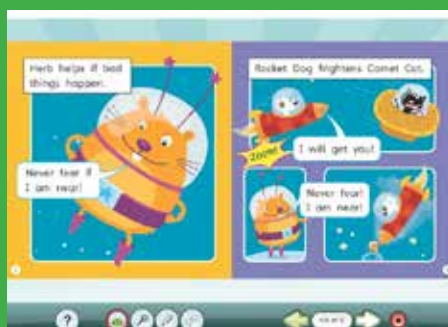 Herb helps if bad
things happen.
Never fear if
I am near!
Rocket Dog frightens Comet Cat.
ZOOM!
I will get you!
Never fear!
I am near!
?